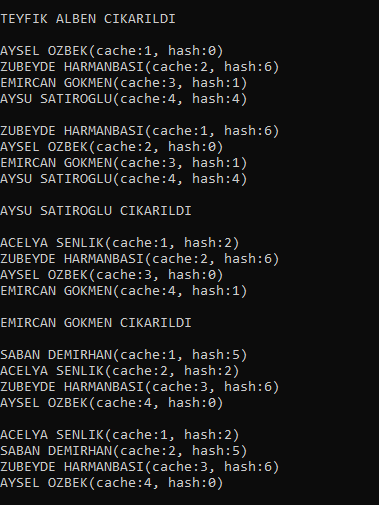 TEYFIK ALBEN CIKARILDI
AYSEL OZBEK(cache:1, hash:0)
ZUBEYDE HARMANBASI(cache:2, hash:6)
EMIRCAN GOKMEN(cache:3, hash:1)
AYSU SATIROGLU(cache:4, hash:4)
ZUBEYDE HARMANBASI(cache:1, hash:6)
AYSEL OZBEK(cache:2, hash:0)
EMIRCAN GOKMEN(cache:3, hash:1)
AYSU SATIROGLU(cache:4, hash:4)
AYSU SATIROGLU CIKARILDI
ACELYA SENLIK(cache:1, hash:2)
ZUBEYDE HARMANBASI(cache:2, hash:6)
AYSEL OZBEK(cache:3, hash:0)
EMIRCAN GOKMEN(cache:4, hash:1)
EMIRCAN GOKMEN CIKARILDI
SABAN DEMIRHAN(cache:1, hash:5)
ACELYA SENLIK(cache:2, hash:2)
ZUBEYDE HARMANBASI(cache:3, hash:6)
AYSEL OZBEK(cache:4, hash:0)
ACELYA SENLIK(cache:1, hash:2)
SABAN DEMIRHAN(cache:2, hash:5)
ZUBEYDE HARMANBASI(cache:3, hash:6)
AYSEL OZBEK(cache:4, hash:0)